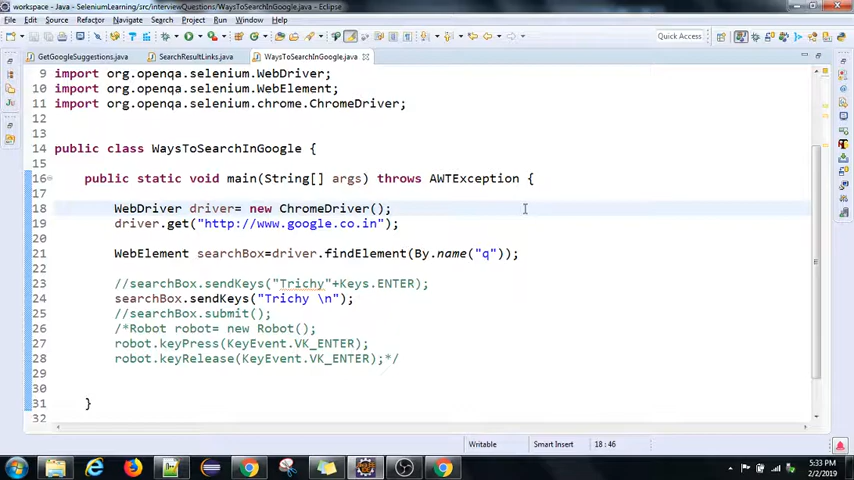 workspace - Java - SeleniumLearning/src/interviewQuestions/WaysToSearchInGoogle.java - Eclipse
File Edit Source Refactor Navigate Search Project Run Window Help
Quick Access
GetGoogleSuggestions.java SearchResultLinks.java WaysToSearchInGoogle.java
9 import org.openqa.selenium.WebDriver;
10 import org.openqa.selenium.WebElement;
11 import org.openqa.selenium.chrome.ChromeDriver;
12
13
14 public class WaysToSearchInGoogle {
15
16 public static void main(String[] args) throws AWTException {
17
18 WebDriver driver= new ChromeDriver();
19 driver.get("http://www.google.co.in");
20
21 WebElement searchBox=driver.findElement(By.name("q"));
22
23 //searchBox.sendKeys("Trichy"+Keys.ENTER);
24 searchBox.sendKeys("Trichy \n");
25 //searchBox.submit();
26 /*Robot robot= new Robot();
27 robot.keyPress(KeyEvent.VK_ENTER);
28 robot.keyRelease(KeyEvent.VK_ENTER);*/
29
30
31 }
32
Writable Smart Insert 18 : 46
5:33 PM
2/2/2019